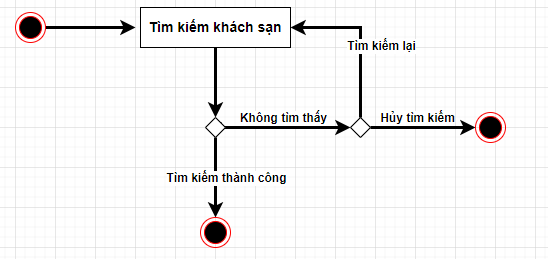 Tìm kiếm khách sạn
Tìm kiếm lại
Không tìm thấy
Hủy tìm kiếm
Tìm kiếm thành công